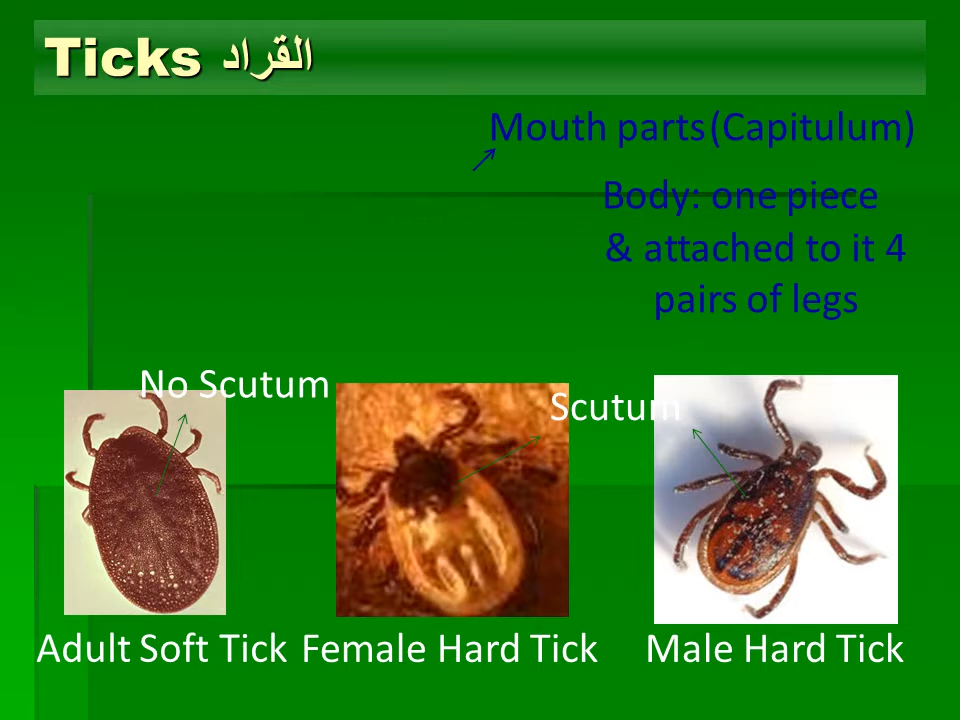 Ticks القراد
Mouth parts (Capitulum)
Body: one piece
& attached to it 4
pairs of legs
No Scutum
Scutum
Adult Soft Tick
Female Hard Tick
Male Hard Tick